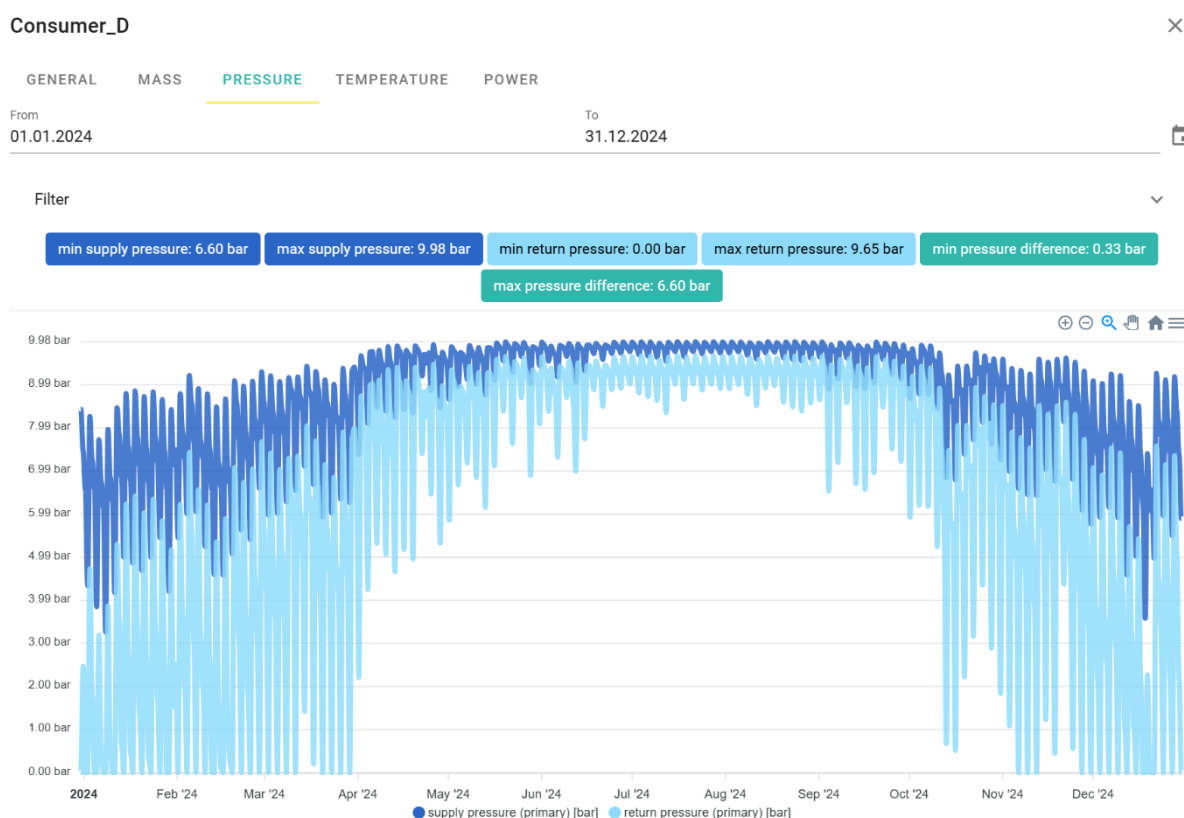 Consumer_D
GENERAL MASS PRESSURE TEMPERATURE POWER
From To
01.01.2024 31.12.2024
Filter
min supply pressure: 6.60 bar max supply pressure: 9.98 bar min return pressure: 0.00 bar max return pressure: 9.65 bar min pressure difference: 0.33 bar
max pressure difference: 6.60 bar
9.98 bar
8.99 bar
7.99 bar
6.99 bar
5.99 bar
4.99 bar
3.99 bar
3.00 bar
2.00 bar
1.00 bar
0.00 bar
2024 Feb '24 Mar '24 Apr '24 May '24 Jun '24 Jul '24 Aug '24 Sep '24 Oct '24 Nov '24 Dec '24
supply pressure (primary) [bar] return pressure (primary) [bar]